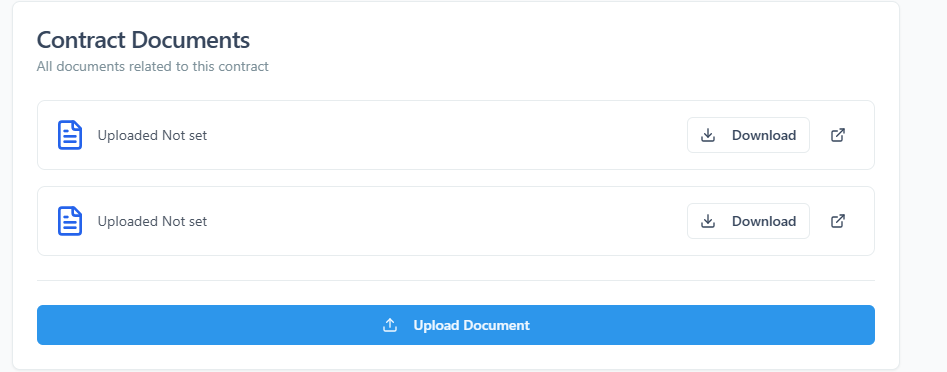 Contract Documents
All documents related to this contract
Uploaded Not set
Download
Uploaded Not set
Download
Upload Document